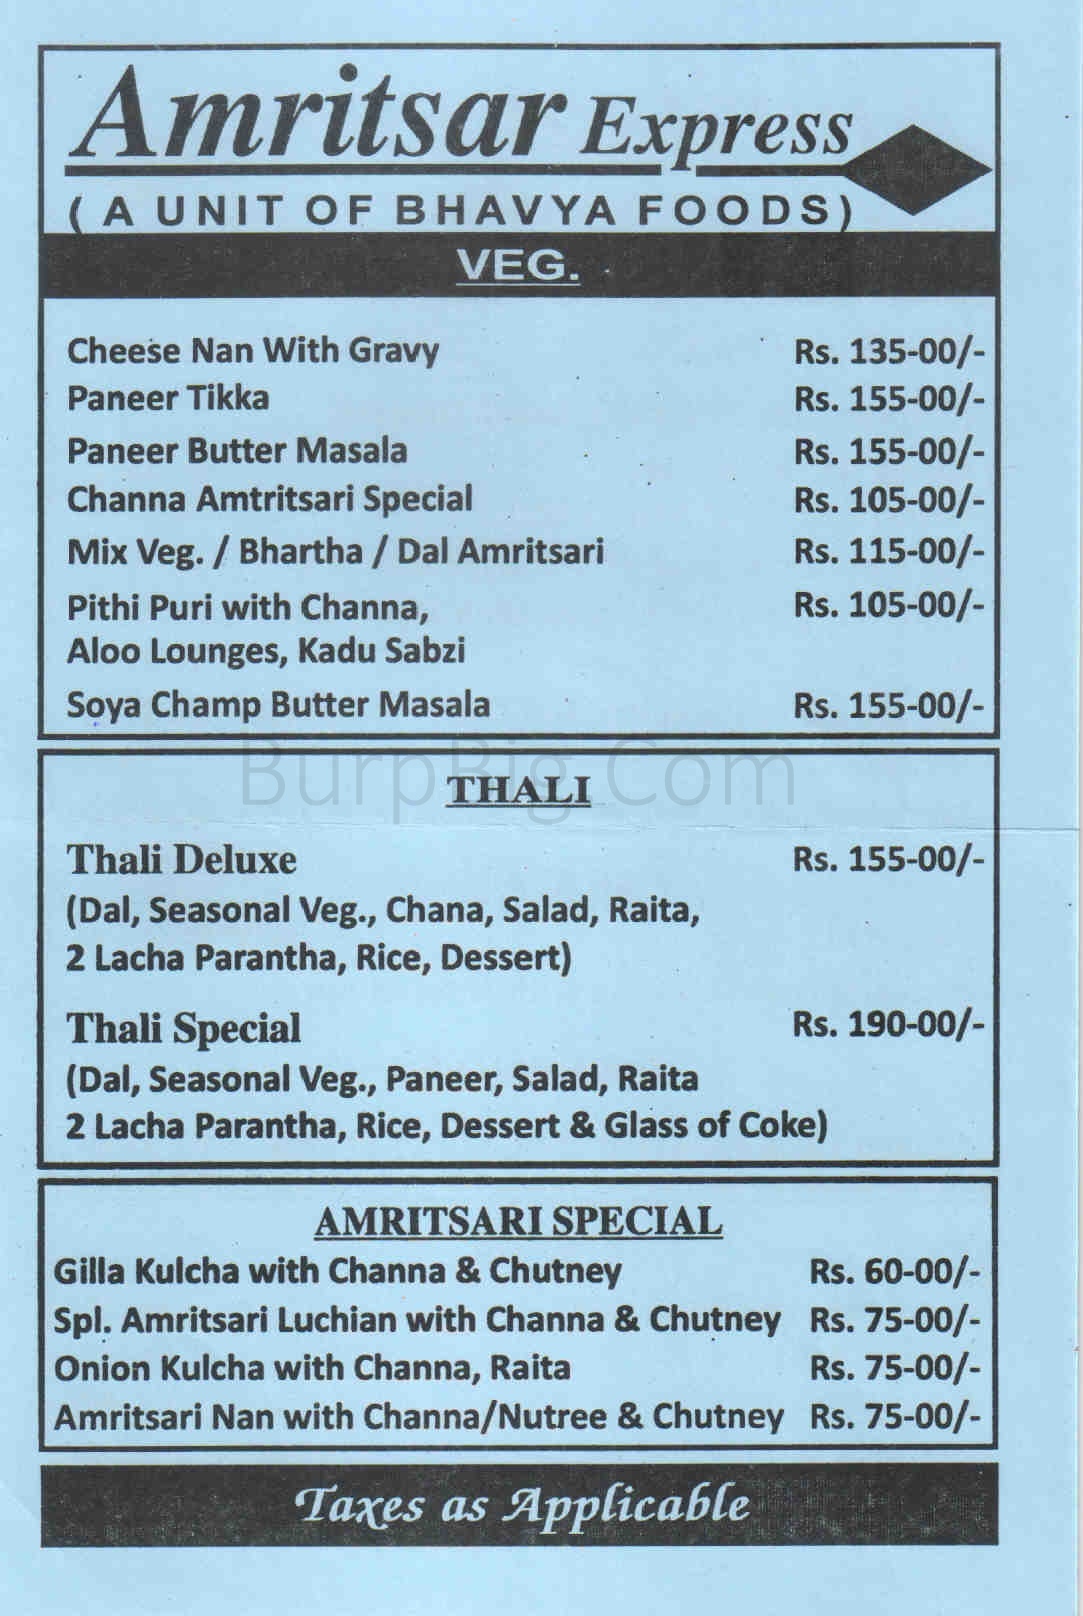 Amritsar Express
( A UNIT OF BHAVYA FOODS)
VEG.
Cheese Nan With Gravy Rs. 135-00/-
Paneer Tikka Rs. 155-00/-
Paneer Butter Masala Rs. 155-00/-
Channa Amtritsari Special Rs. 105-00/-
Mix Veg. / Bhartha / Dal Amritsari Rs. 115-00/-
Pithi Puri with Channa, Rs. 105-00/-
Aloo Lounges, Kadu Sabzi
Soya Champ Butter Masala Rs. 155-00/-
BurpBig.Com
THALI
Thali Deluxe Rs. 155-00/-
(Dal, Seasonal Veg., Chana, Salad, Raita,
2 Lacha Parantha, Rice, Dessert)
Thali Special Rs. 190-00/-
(Dal, Seasonal Veg., Paneer, Salad, Raita
2 Lacha Parantha, Rice, Dessert & Glass of Coke)
AMRITSARI SPECIAL
Gilla Kulcha with Channa & Chutney Rs. 60-00/-
Spl. Amritsari Luchian with Channa & Chutney Rs. 75-00/-
Onion Kulcha with Channa, Raita Rs. 75-00/-
Amritsari Nan with Channa/Nutree & Chutney Rs. 75-00/-
Taxes as Applicable